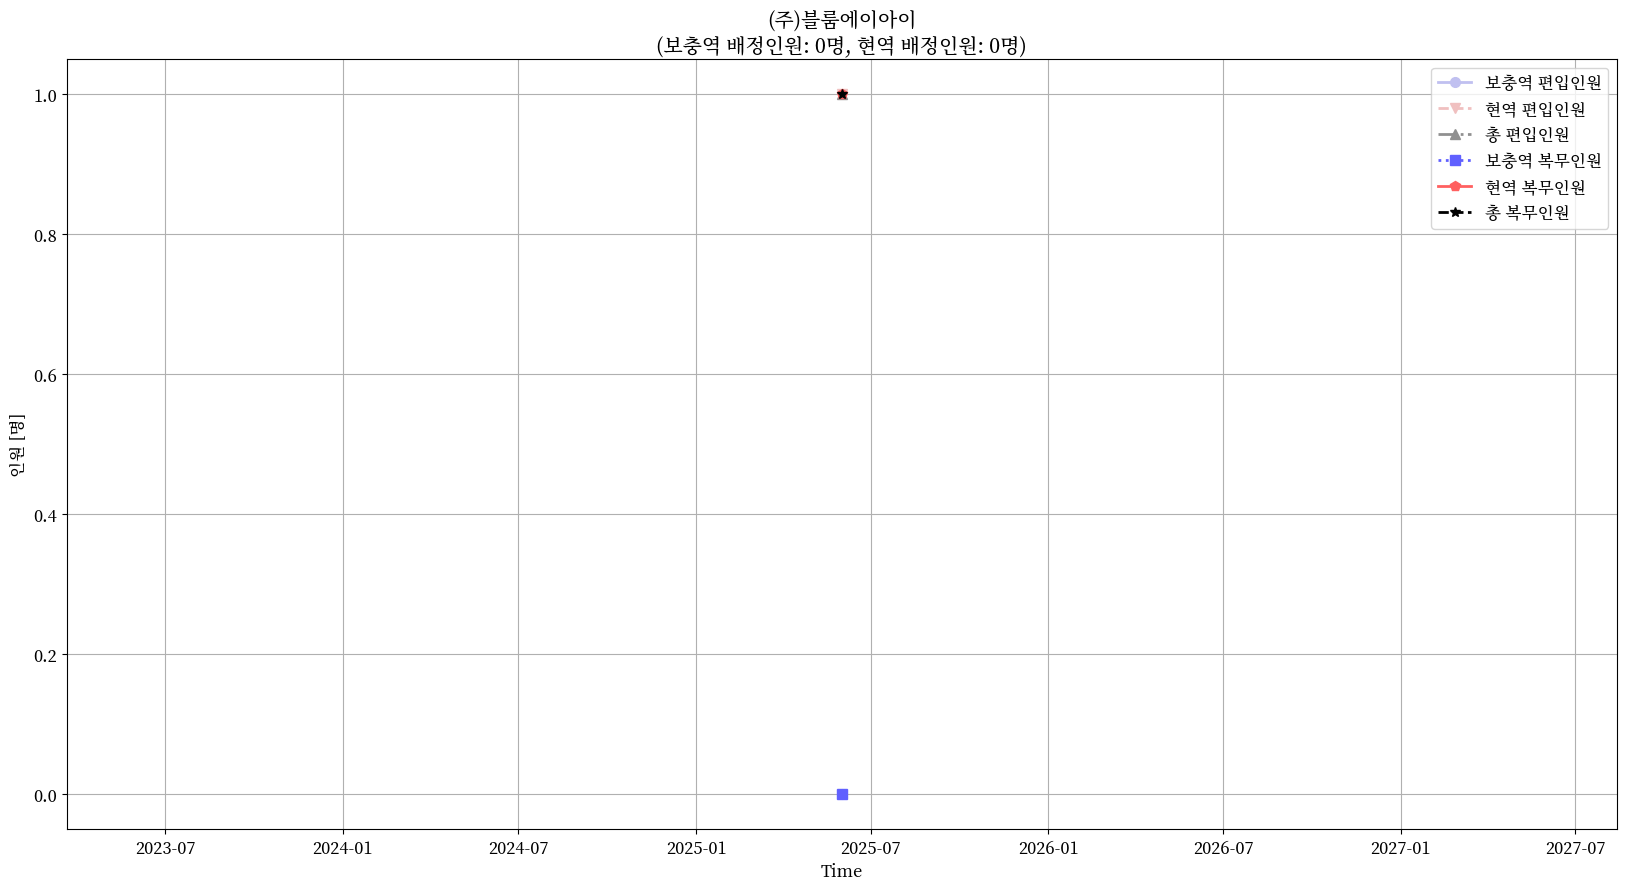 (주)블룸에이아이
(보충역 배정인원: 0명, 현역 배정인원: 0명)
보충역 편입인원
현역 편입인원
총 편입인원
보충역 복무인원
현역 복무인원
총 복무인원
인원 [명]
1.0
0.8
0.6
0.4
0.2
0.0
2023-07
2024-01
2024-07
2025-01
2025-07
2026-01
2026-07
2027-01
2027-07
Time